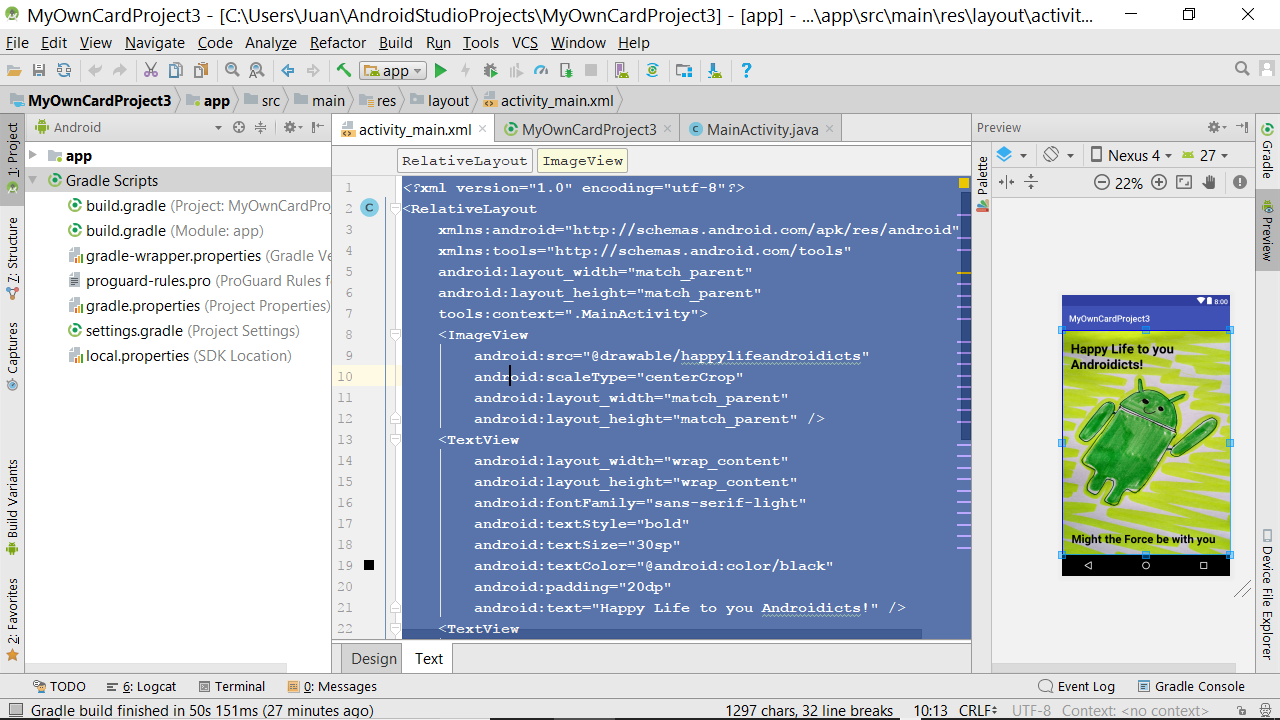 MyOwnCardProject3 - [C:\Users\Juan\AndroidStudioProjects\MyOwnCardProject3] - [app] - ...\app\src\main\res\layout\activit...
File Edit View Navigate Code Analyze Refactor Build Run Tools VCS Window Help
app
MyOwnCardProject3 app src main res layout activity_main.xml
1: Project
7: Structure
Captures
Build Variants
2: Favorites
Android
app
Gradle Scripts
build.gradle (Project: MyOwnCardPro
build.gradle (Module: app)
gradle-wrapper.properties (Gradle Ve
proguard-rules.pro (ProGuard Rules f
gradle.properties (Project Properties)
settings.gradle (Project Settings)
local.properties (SDK Location)
activity_main.xml MyOwnCardProject3 MainActivity.java
RelativeLayout ImageView
1 <?xml version="1.0" encoding="utf-8"?>
2 <RelativeLayout
3 xmlns:android="http://schemas.android.com/apk/res/android"
4 xmlns:tools="http://schemas.android.com/tools"
5 android:layout_width="match_parent"
6 android:layout_height="match_parent"
7 tools:context=".MainActivity">
8 <ImageView
9 android:src="@drawable/happylifeandroidicts"
10 android:scaleType="centerCrop"
11 android:layout_width="match_parent"
12 android:layout_height="match_parent" />
13 <TextView
14 android:layout_width="wrap_content"
15 android:layout_height="wrap_content"
16 android:fontFamily="sans-serif-light"
17 android:textStyle="bold"
18 android:textSize="30sp"
19 android:textColor="@android:color/black"
20 android:padding="20dp"
21 android:text="Happy Life to you Androidicts!" />
22 <TextView
Design Text
Preview
Palette
Nexus 4 27
22%
8:00
MyOwnCardProject3
Happy Life to you
Androidicts!
Might the Force be with you
Gradle
Preview
Device File Explorer
TODO 6: Logcat Terminal 0: Messages Event Log Gradle Console
Gradle build finished in 50s 151ms (27 minutes ago) 1297 chars, 32 line breaks 10:13 CRLF UTF-8 Context: <no context>